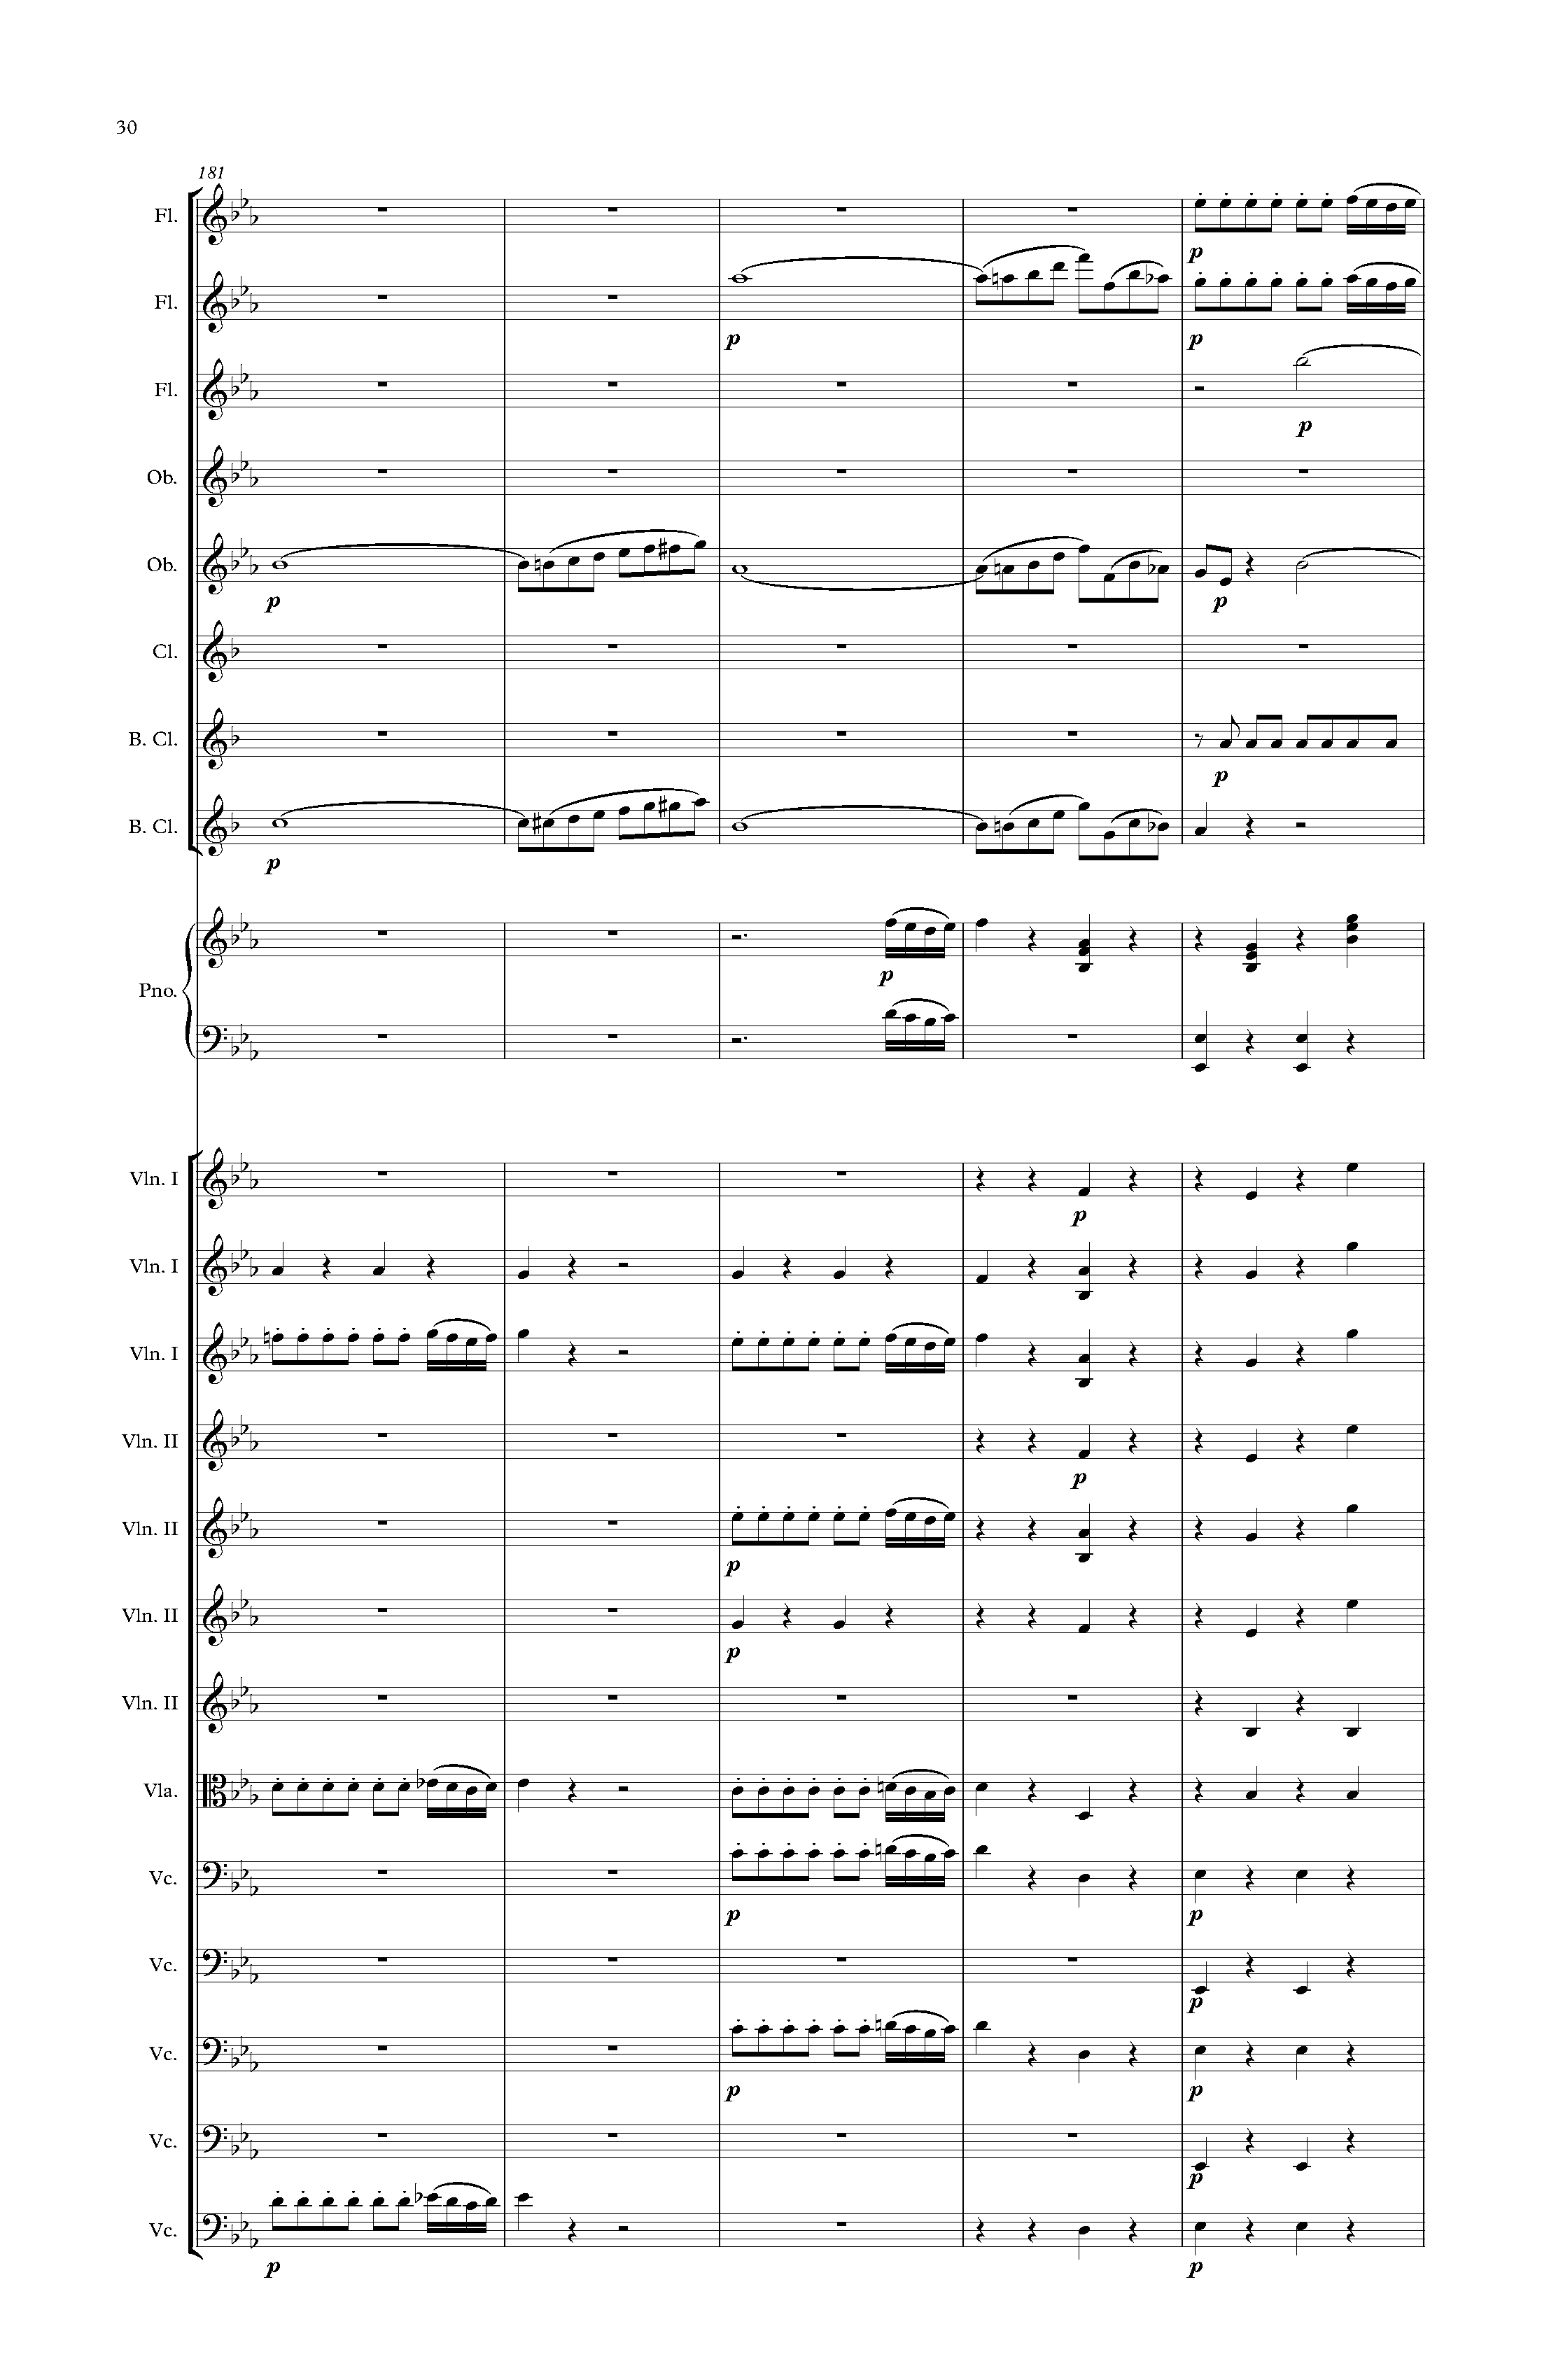 30
181
Fl.
p
Fl.
p
p
Fl.
p
Ob.
Ob.
p
p
Cl.
B. Cl.
p
B. Cl.
p
p
Pno.
Vln. I
p
Vln. I
Vln. I
Vln. II
p
Vln. II
p
Vln. II
p
Vln. II
Vla.
Vc.
p
p
Vc.
p
Vc.
p
p
Vc.
p
Vc.
p
p